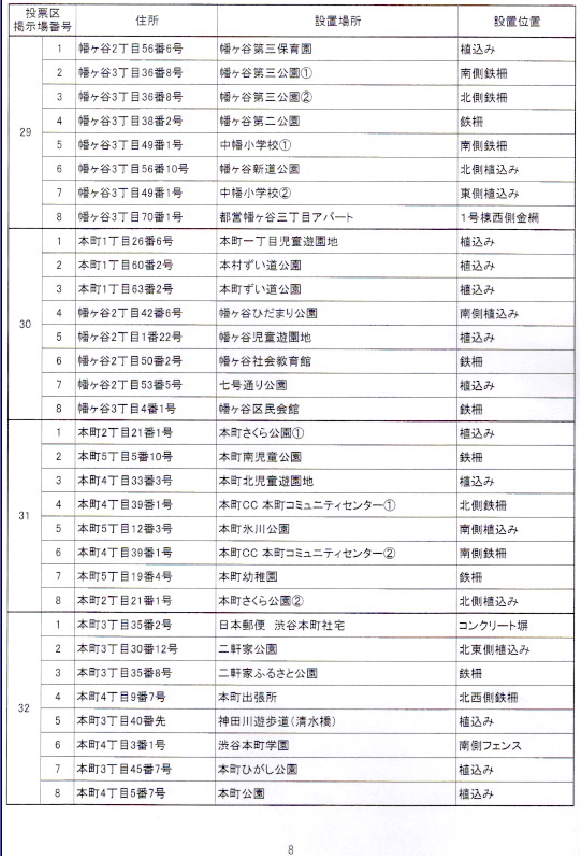 投票区
掲示場番号 住所 設置場所 設置位置
29
1 幡ヶ谷2丁目56番6号 幡ヶ谷第三保育園 植込み
2 幡ヶ谷3丁目36番8号 幡ヶ谷第三公園① 南側鉄柵
3 幡ヶ谷3丁目36番8号 幡ヶ谷第三公園② 北側鉄柵
4 幡ヶ谷3丁目38番2号 幡ヶ谷第二公園 鉄柵
5 幡ヶ谷3丁目49番1号 中幡小学校① 南側鉄柵
6 幡ヶ谷3丁目56番10号 幡ヶ谷新道公園 北側植込み
7 幡ヶ谷3丁目49番1号 中幡小学校② 東側植込み
8 幡ヶ谷3丁目70番1号 都営幡ヶ谷三丁目アパート 1号棟西側金網
30
1 本町1丁目26番6号 本町一丁目児童遊園地 植込み
2 本町1丁目60番2号 本村ずい道公園 植込み
3 本町1丁目63番2号 本町ずい道公園 植込み
4 幡ヶ谷2丁目42番6号 幡ヶ谷ひだまり公園 南側植込み
5 幡ヶ谷2丁目1番22号 幡ヶ谷児童遊園地 植込み
6 幡ヶ谷2丁目50番2号 幡ヶ谷社会教育館 鉄柵
7 幡ヶ谷2丁目53番5号 七号通り公園 植込み
8 幡ヶ谷3丁目4番1号 幡ヶ谷区民会館 鉄柵
31
1 本町2丁目21番1号 本町さくら公園① 植込み
2 本町5丁目5番10号 本町南児童公園 鉄柵
3 本町4丁目33番3号 本町北児童遊園地 植込み
4 本町4丁目39番1号 本町CC 本町コミュニティセンター① 北側鉄柵
5 本町5丁目12番3号 本町氷川公園 南側植込み
6 本町4丁目39番1号 本町CC 本町コミュニティセンター② 南側鉄柵
7 本町5丁目19番4号 本町幼稚園 鉄柵
8 本町2丁目21番1号 本町さくら公園② 北側植込み
32
1 本町3丁目35番2号 日本郵便 渋谷本町社宅 コンクリート塀
2 本町3丁目30番12号 二軒家公園 北東側植込み
3 本町3丁目35番8号 二軒家ふるさと公園 鉄柵
4 本町4丁目9番7号 本町出張所 北西側鉄柵
5 本町3丁目40番先 神田川遊歩道(清水橋) 植込み
6 本町4丁目3番1号 渋谷本町学園 南側フェンス
7 本町3丁目45番7号 本町ひがし公園 植込み
8 本町4丁目5番7号 本町公園 植込み
8